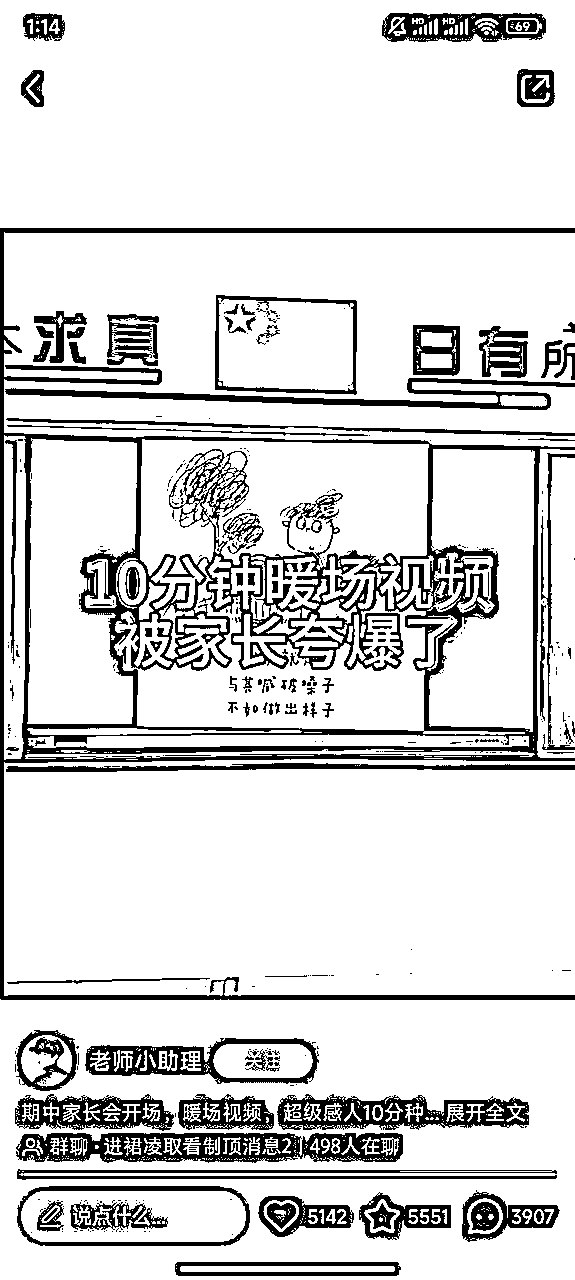 1:14
HD HD 69
求真
日有所
10分钟暖场视频
被家长夸爆了
与其喊破嗓子
不如做出样子
老师小助理 关注
期中家长会开场，暖场视频，超级感人10分种...展开全文
群聊·进裙凌取看制顶消息2 | 498人在聊
说点什么... 5142 5551 3907